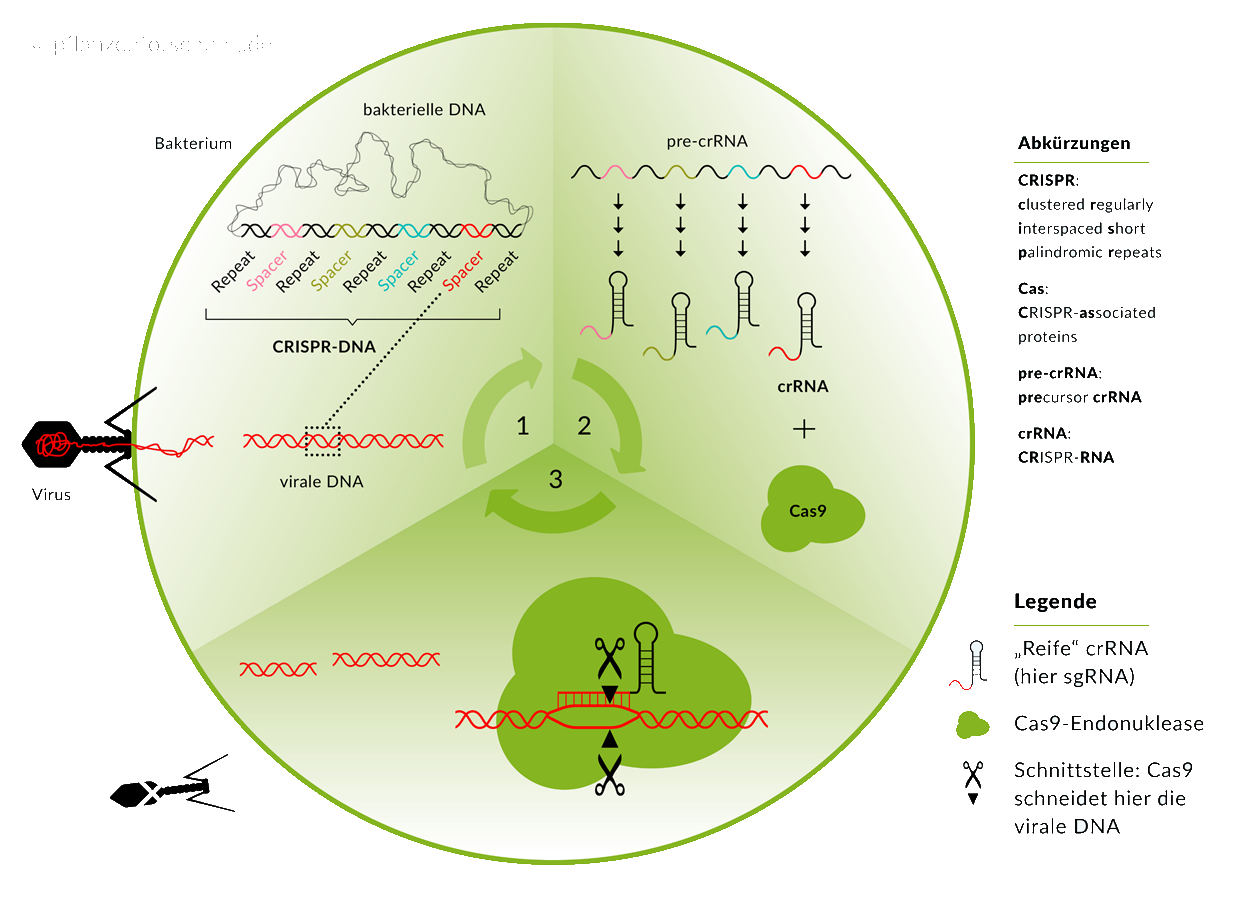 bakterielle DNA
Bakterium
Repeat
Spacer
Repeat
Spacer
Repeat
Spacer
Repeat
Spacer
Repeat
CRISPR-DNA
virale DNA
Virus
pre-crRNA
crRNA
+
Cas9
1
2
3
Abkürzungen
CRISPR:
clustered regularly
interspaced short
palindromic repeats
Cas:
CRISPR-associated
proteins
pre-crRNA:
precursor crRNA
crRNA:
CRISPR-RNA
Legende
„Reife“ crRNA
(hier sgRNA)
Cas9-Endonuklease
Schnittstelle: Cas9
schneidet hier die
virale DNA